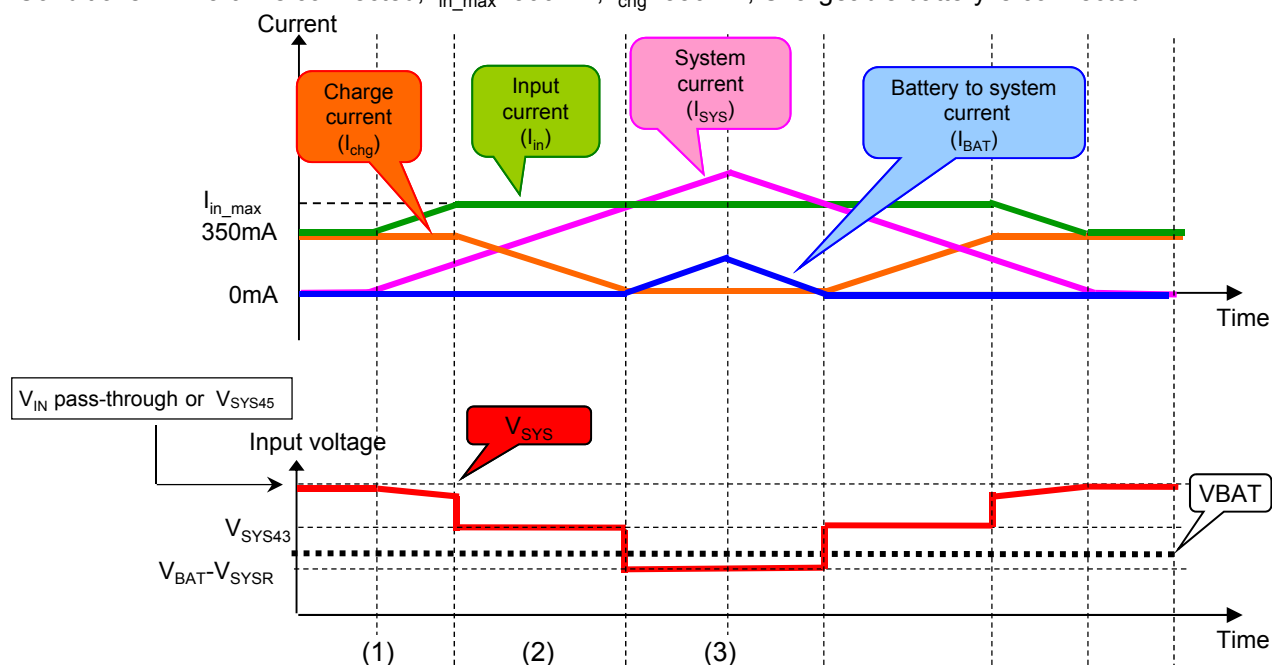 Current
Charge
current
(Ichg)
Input
current
(Iin)
System
current
(ISYS)
Battery to system
current
(IBAT)
Iin_max
350mA
0mA
Time
VIN pass-through or VSYS45
Input voltage
VSYS
VBAT
VSYS43
VBAT-VSYSR
Time
(1)
(2)
(3)